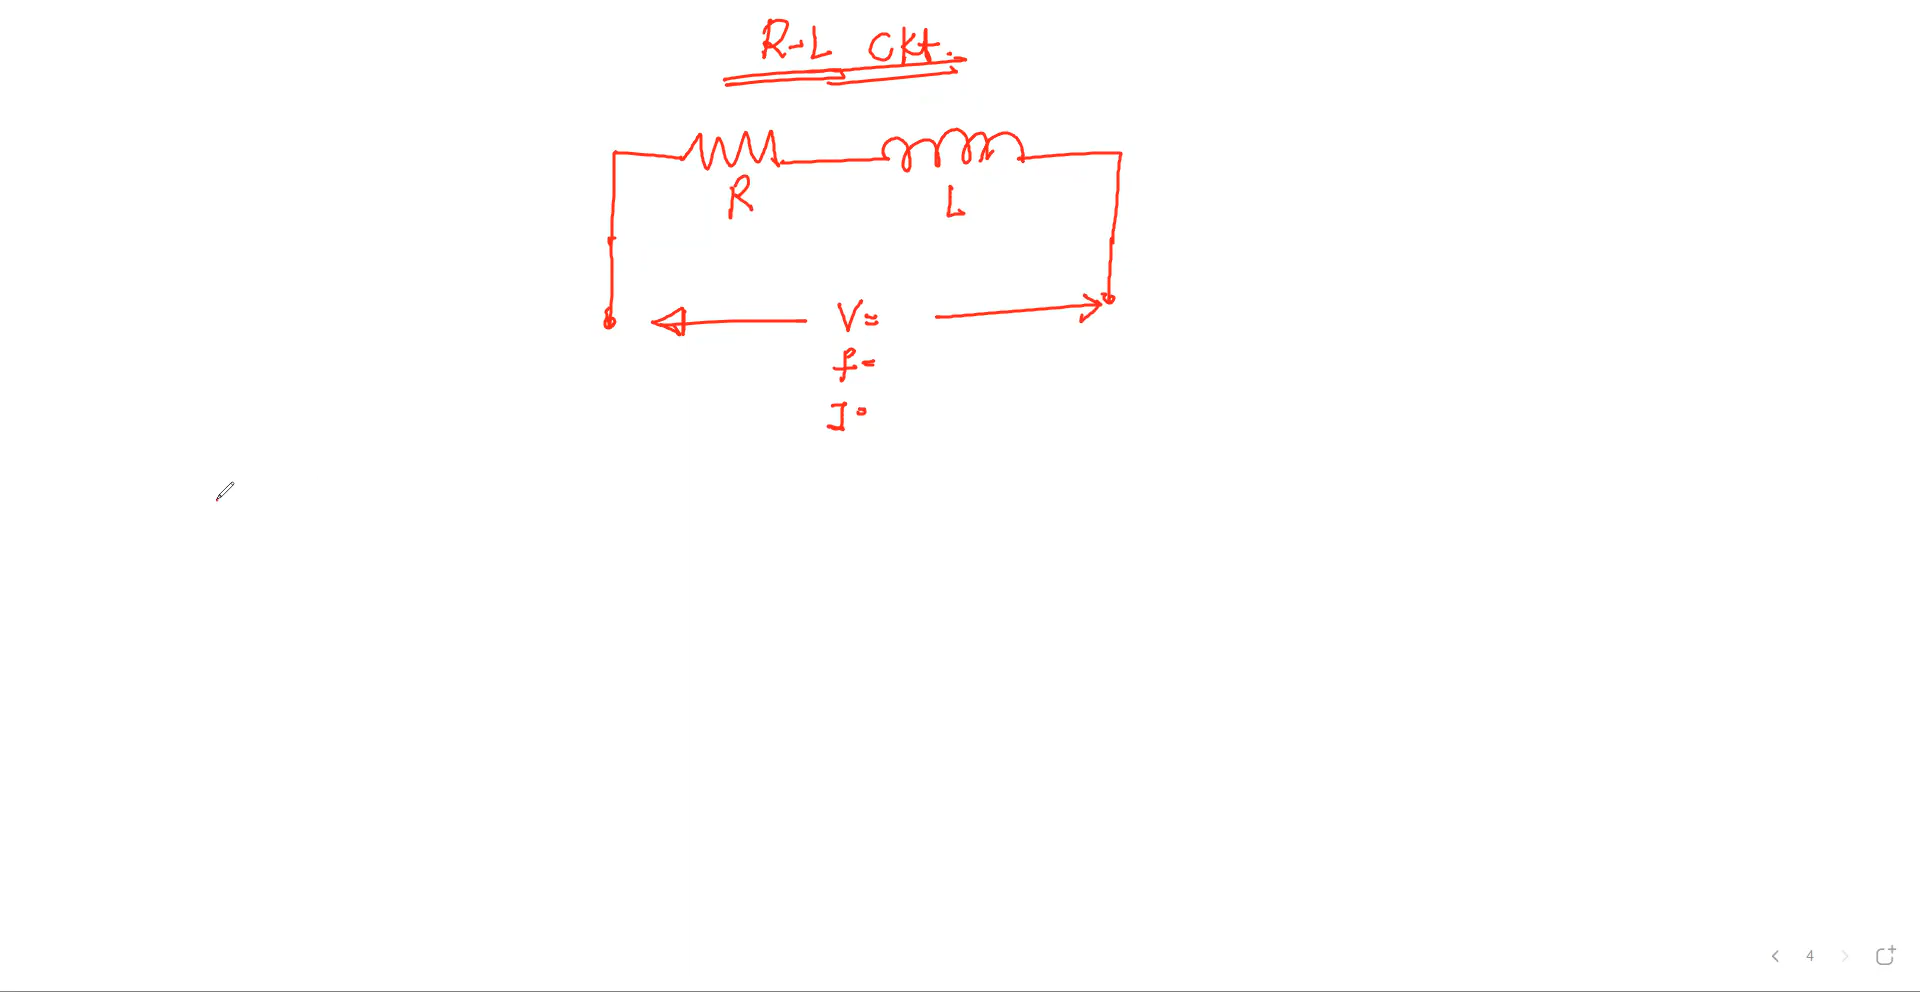 R-L Ckt.
R
L
V=
f=
I=
4